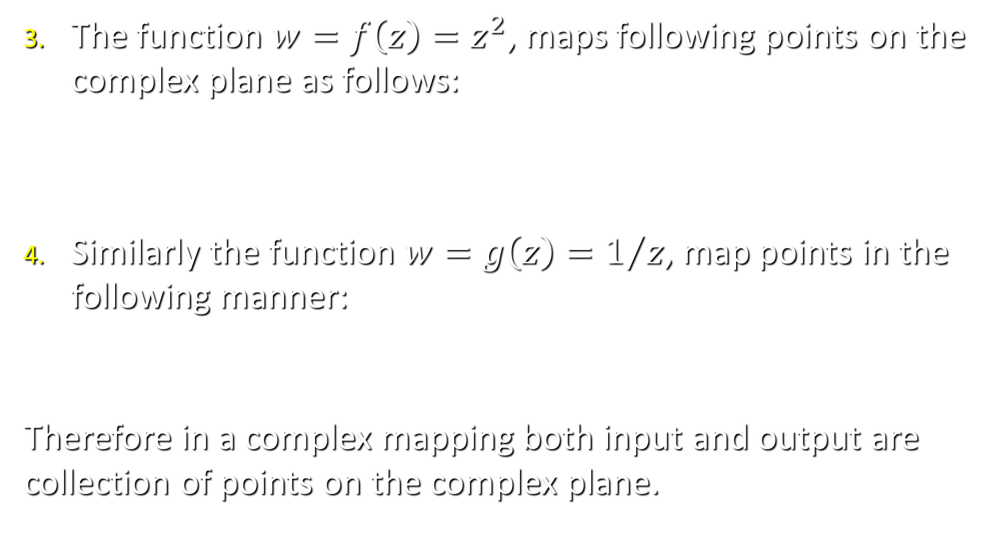 3. The function w = f(z) = z², maps following points on the
complex plane as follows:
4. Similarly the function w = g(z) = 1/z, map points in the
following manner:
Therefore in a complex mapping both input and output are
collection of points on the complex plane.